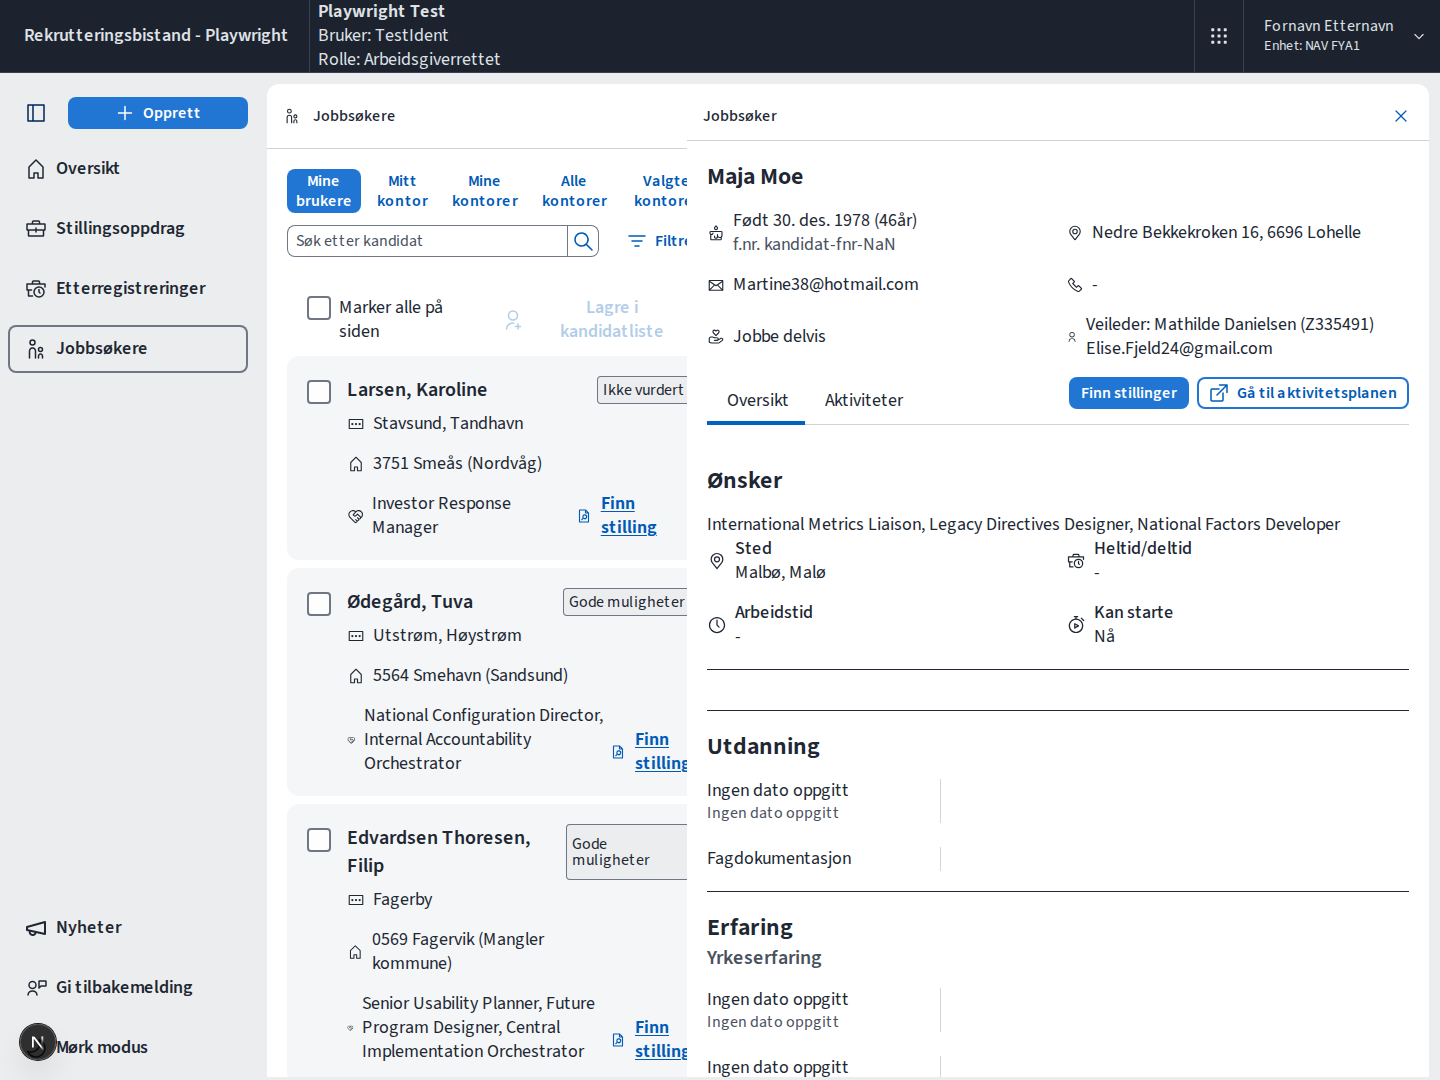 Rekrutteringsbistand - Playwright
Playwright Test
Bruker: TestIdent
Rolle: Arbeidsgiverrettet
Fornavn Etternavn
Enhet: NAV FYA1
Opprett
Oversikt
Stillingsoppdrag
Etterregistreringer
Jobbsøkere
Nyheter
Gi tilbakemelding
N
Mørk modus
Jobbsøkere
Mine
brukere
Mitt
kontor
Mine
kontorer
Alle
kontorer
Valgte
kontore
Søk etter kandidat
Filtre
Marker alle på
siden
Lagre i
kandidatliste
Larsen, Karoline
Ikke vurdert
Stavsund, Tandhavn
3751 Smeås (Nordvåg)
Investor Response
Manager
Finn
stilling
Ødegård, Tuva
Gode muligheter
Utstrøm, Høystrøm
5564 Smehavn (Sandsund)
National Configuration Director,
Internal Accountability
Orchestrator
Finn
stilling
Edvardsen Thoresen,
Filip
Gode
muligheter
Fagerby
0569 Fagervik (Mangler
kommune)
Senior Usability Planner, Future
Program Designer, Central
Implementation Orchestrator
Finn
stilling
Jobbsøker
Maja Moe
Født 30. des. 1978 (46år)
f.nr. kandidat-fnr-NaN
Nedre Bekkekroken 16, 6696 Lohelle
Martine38@hotmail.com
-
Jobbe delvis
Veileder: Mathilde Danielsen (Z335491)
Elise.Fjeld24@gmail.com
Oversikt
Aktiviteter
Finn stillinger
Gå til aktivitetsplanen
Ønsker
International Metrics Liaison, Legacy Directives Designer, National Factors Developer
Sted
Malbø, Malø
Heltid/deltid
-
Arbeidstid
-
Kan starte
Nå
Utdanning
Ingen dato oppgitt
Ingen dato oppgitt
Fagdokumentasjon
Erfaring
Yrkeserfaring
Ingen dato oppgitt
Ingen dato oppgitt
Ingen dato oppgitt